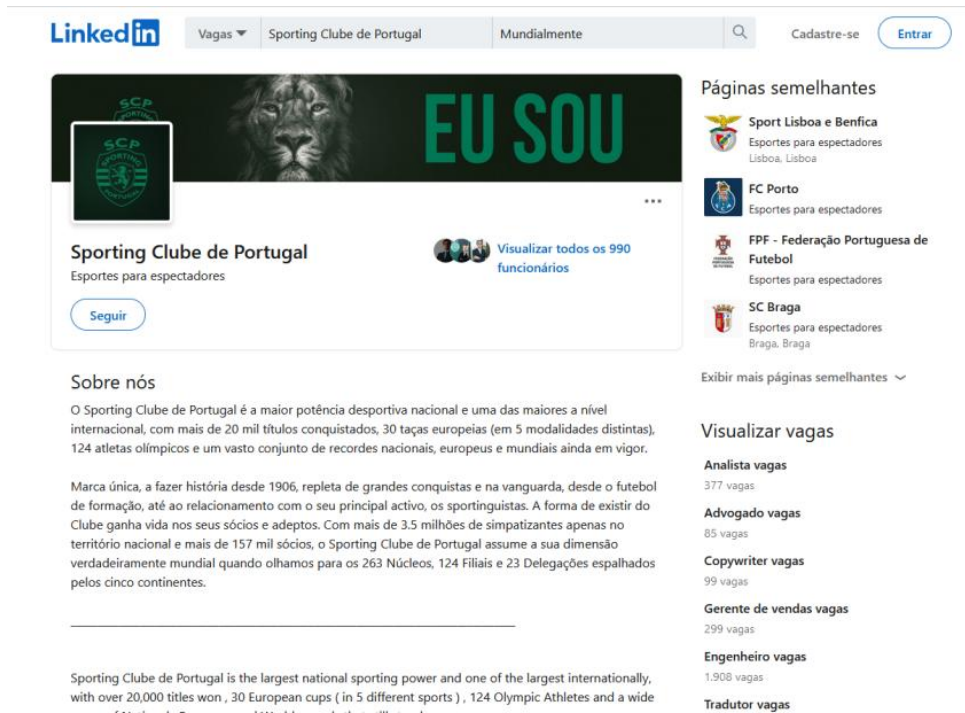 Linked in
Vagas
Sporting Clube de Portugal
Mundialmente
Cadastre-se
Entrar
SCP
SPORTING
SCP
SPORTING
PORTUGAL
EU SOU
Sporting Clube de Portugal
Esportes para espectadores
Visualizar todos os 990
funcionários
Seguir
Sobre nós
O Sporting Clube de Portugal é a maior potência desportiva nacional e uma das maiores a nível
internacional, com mais de 20 mil títulos conquistados, 30 taças europeias (em 5 modalidades distintas),
124 atletas olímpicos e um vasto conjunto de recordes nacionais, europeus e mundiais ainda em vigor.
Marca única, a fazer história desde 1906, repleta de grandes conquistas e na vanguarda, desde o futebol
de formação, até ao relacionamento com o seu principal activo, os sportinguistas. A forma de existir do
Clube ganha vida nos seus sócios e adeptos. Com mais de 3.5 milhões de simpatizantes apenas no
território nacional e mais de 157 mil sócios, o Sporting Clube de Portugal assume a sua dimensão
verdadeiramente mundial quando olhamos para os 263 Núcleos, 124 Filiais e 23 Delegações espalhados
pelos cinco continentes.
Sporting Clube de Portugal is the largest national sporting power and one of the largest internationally,
with over 20,000 titles won , 30 European cups ( in 5 different sports ) , 124 Olympic Athletes and a wide
Páginas semelhantes
Sport Lisboa e Benfica
Esportes para espectadores
Lisboa, Lisboa
FC Porto
Esportes para espectadores
FPF - Federação Portuguesa de
Futebol
Esportes para espectadores
SC Braga
Esportes para espectadores
Braga, Braga
Exibir mais páginas semelhantes
Visualizar vagas
Analista vagas
377 vagas
Advogado vagas
85 vagas
Copywriter vagas
99 vagas
Gerente de vendas vagas
299 vagas
Engenheiro vagas
1.908 vagas
Tradutor vagas